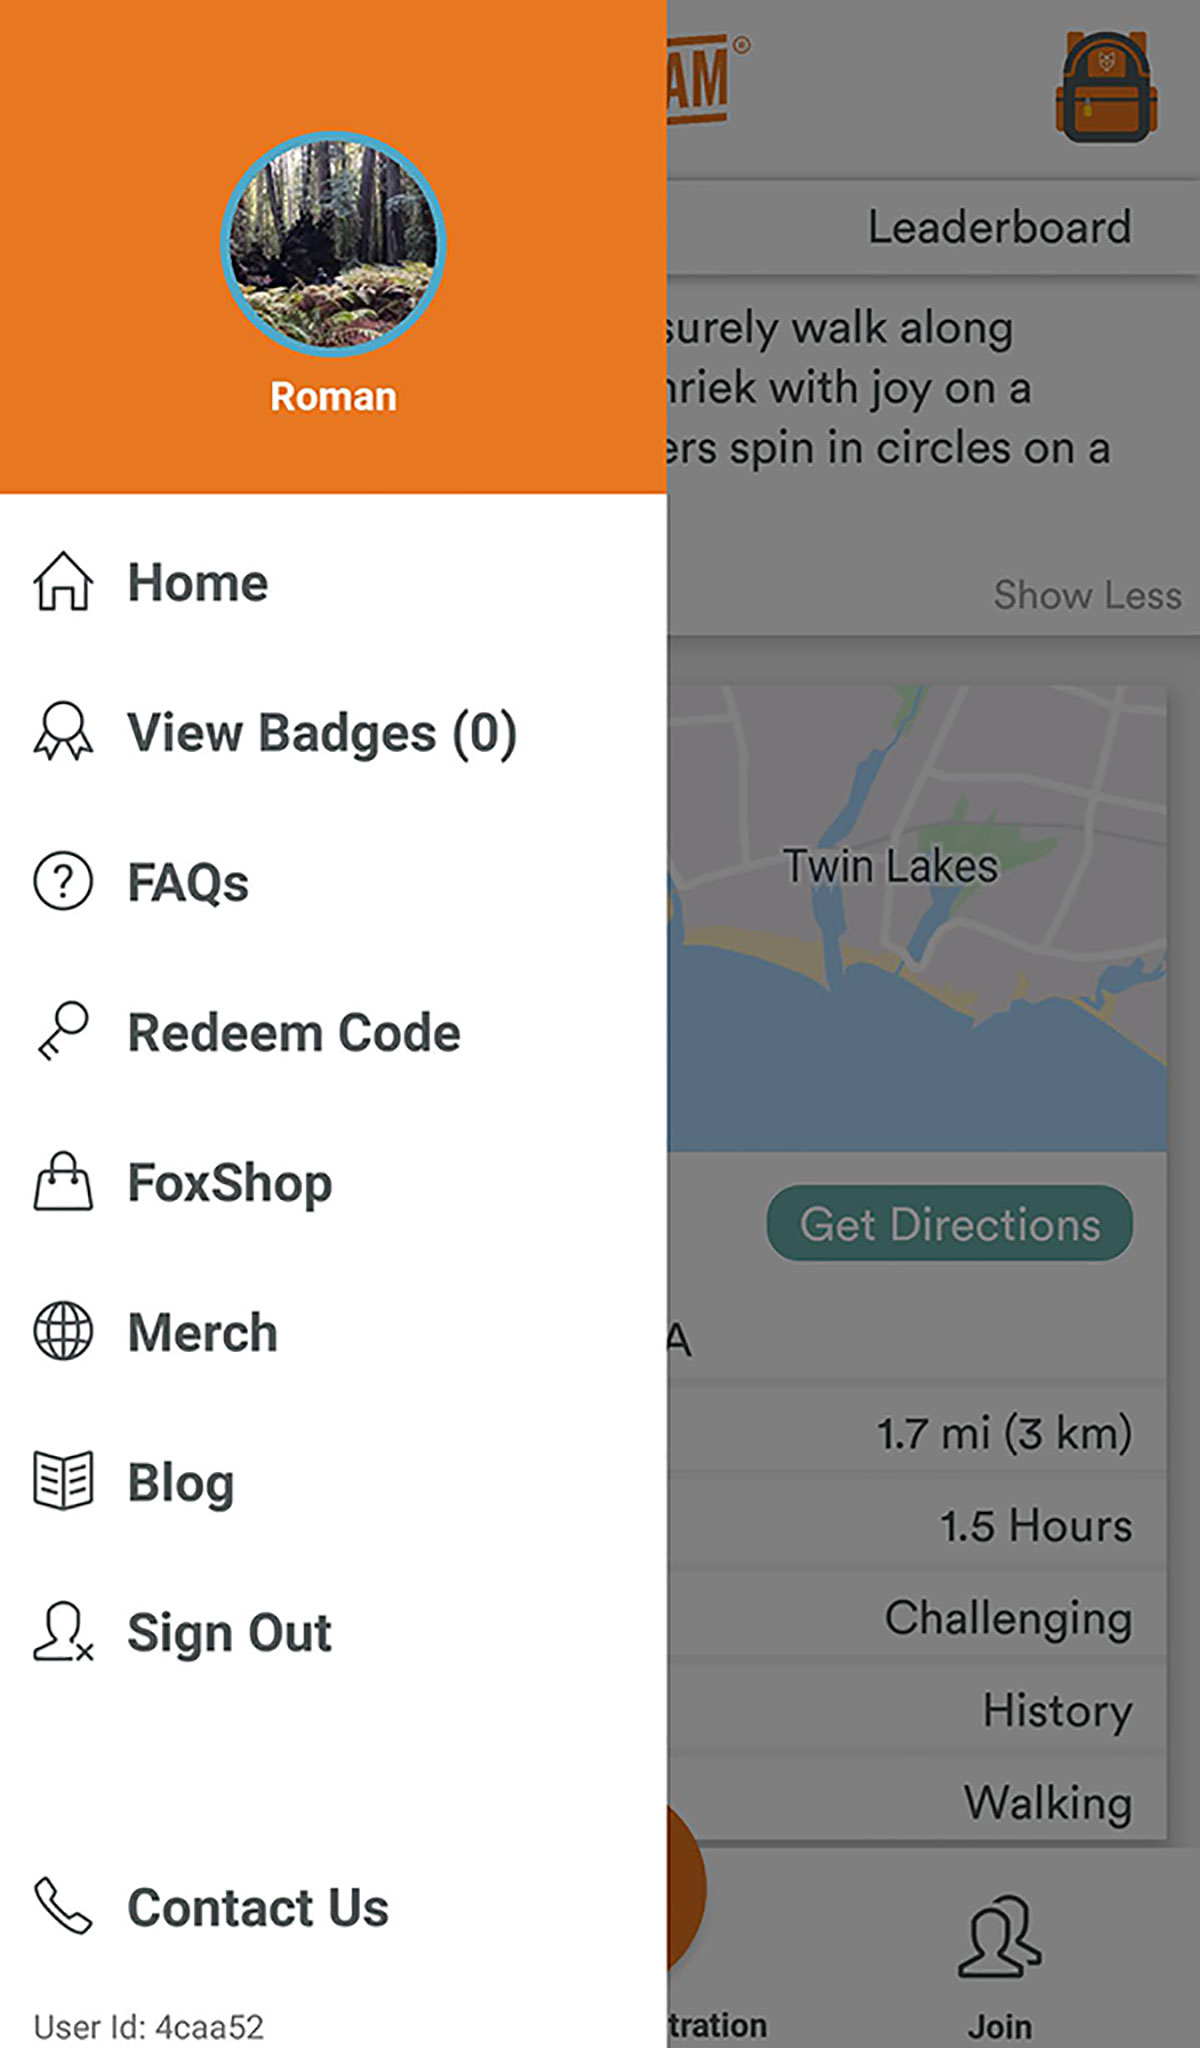 Roman
Home
View Badges (0)
FAQs
Redeem Code
FoxShop
Merch
Blog
Sign Out
Contact Us
User Id: 4caa52
AM®
Leaderboard
surely walk along
hriek with joy on a
ers spin in circles on a
Show Less
Twin Lakes
Get Directions
A
1.7 mi (3 km)
1.5 Hours
Challenging
History
Walking
tration
Join